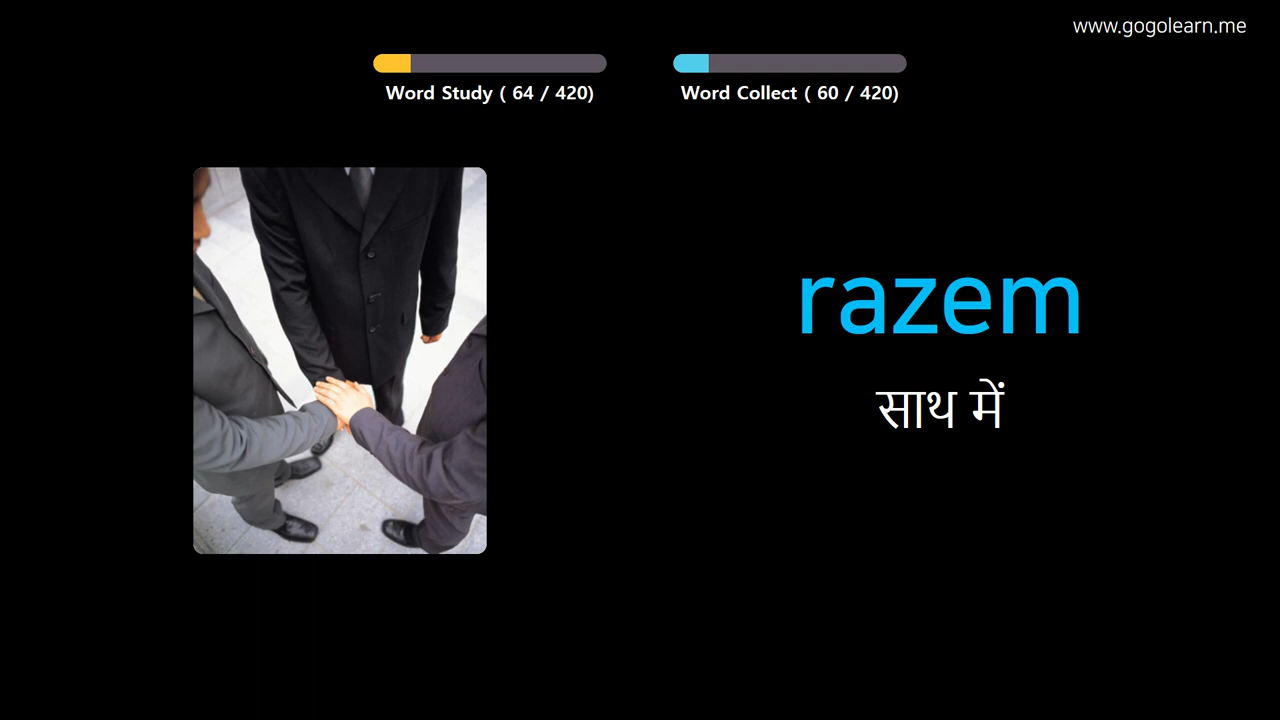 www.gogolearn.me
Word Study ( 64 / 420)
Word Collect ( 60 / 420)
razem
साथ में